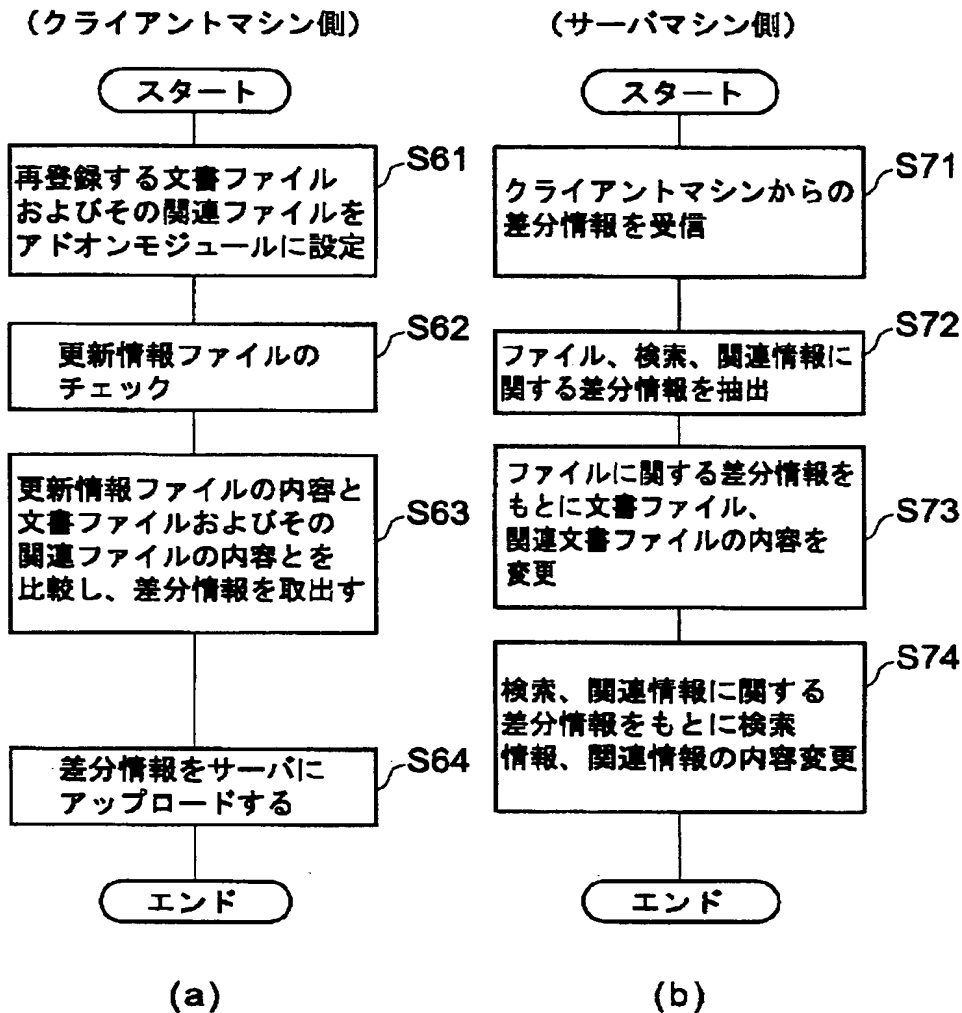 (クライアントマシン側)
スタート
再登録する文書ファイル
およびその関連ファイルを
アドオンモジュールに設定
S61
更新情報ファイルの
チェック
S62
更新情報ファイルの内容と
文書ファイルおよびその
関連ファイルの内容とを
比較し、差分情報を取出す
S63
差分情報をサーバに
アップロードする
S64
エンド
(a)
(サーバマシン側)
スタート
クライアントマシンからの
差分情報を受信
S71
ファイル、検索、関連情報に
関する差分情報を抽出
S72
ファイルに関する差分情報を
もとに文書ファイル、
関連文書ファイルの内容を
変更
S73
検索、関連情報に関する
差分情報をもとに検索
情報、関連情報の内容変更
S74
エンド
(b)